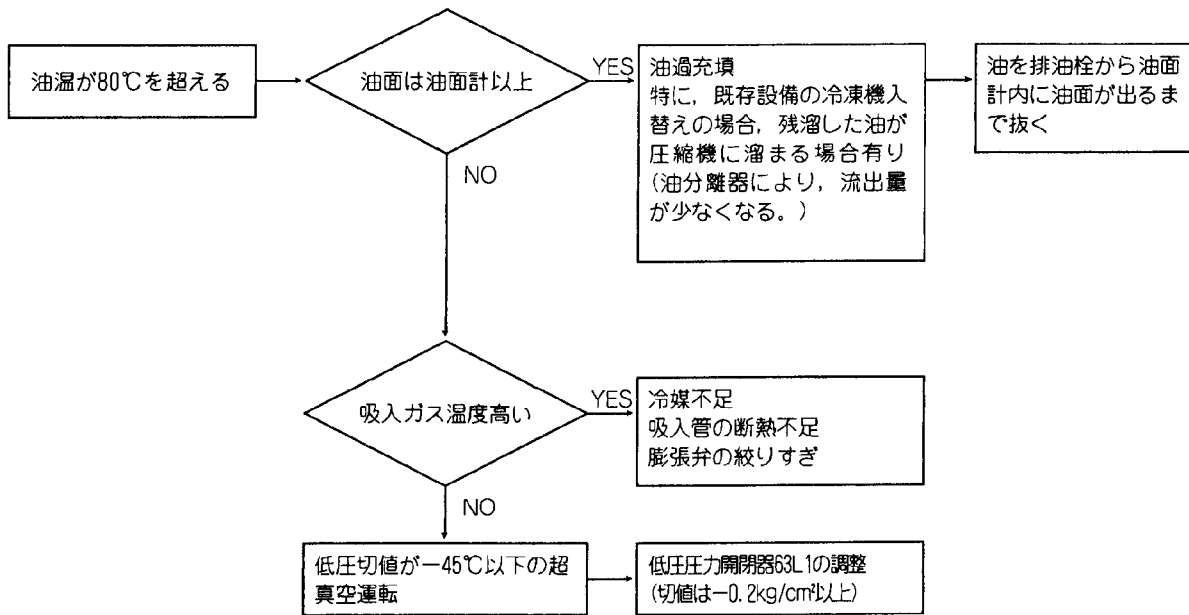 油温が80℃を超える
油面は油面計以上
YES
油過充填
特に，既存設備の冷凍機入
替えの場合，残溜した油が
圧縮機に溜まる場合有り
(油分離器により，流出量
が少なくなる。)
油を排油栓から油面
計内に油面が出るま
で抜く
NO
吸入ガス温度高い
YES
冷媒不足
吸入管の断熱不足
膨張弁の絞りすぎ
NO
低圧切値が−45℃以下の超
真空運転
低圧圧力開閉器63L1の調整
(切値は−0.2kg/cm²以上)